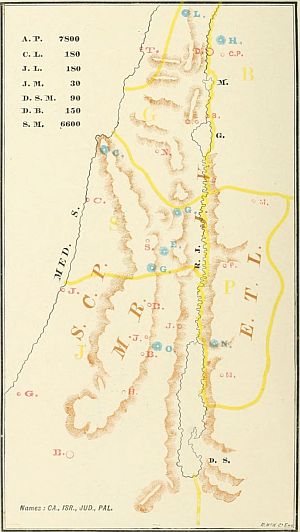 A. P. 7800
C. L. 180
J. L. 180
J. M. 30
D. S. M. 90
D. B. 150
S. M. 6600
L.
H.
T.
D.
C.P.
B
M.
G
B.
G.
N.
C.
J. L.
G.
M.
C.
S
MED. S.
S.
E.
R. J.
G.
P.
E. T. L.
P
J.
S. C. P.
M. R.
B.
J.
J
J.
B.
O.
N.
H.
M.
G.
B.
D. S.
Names: CA., ISR., JUD., PAL.